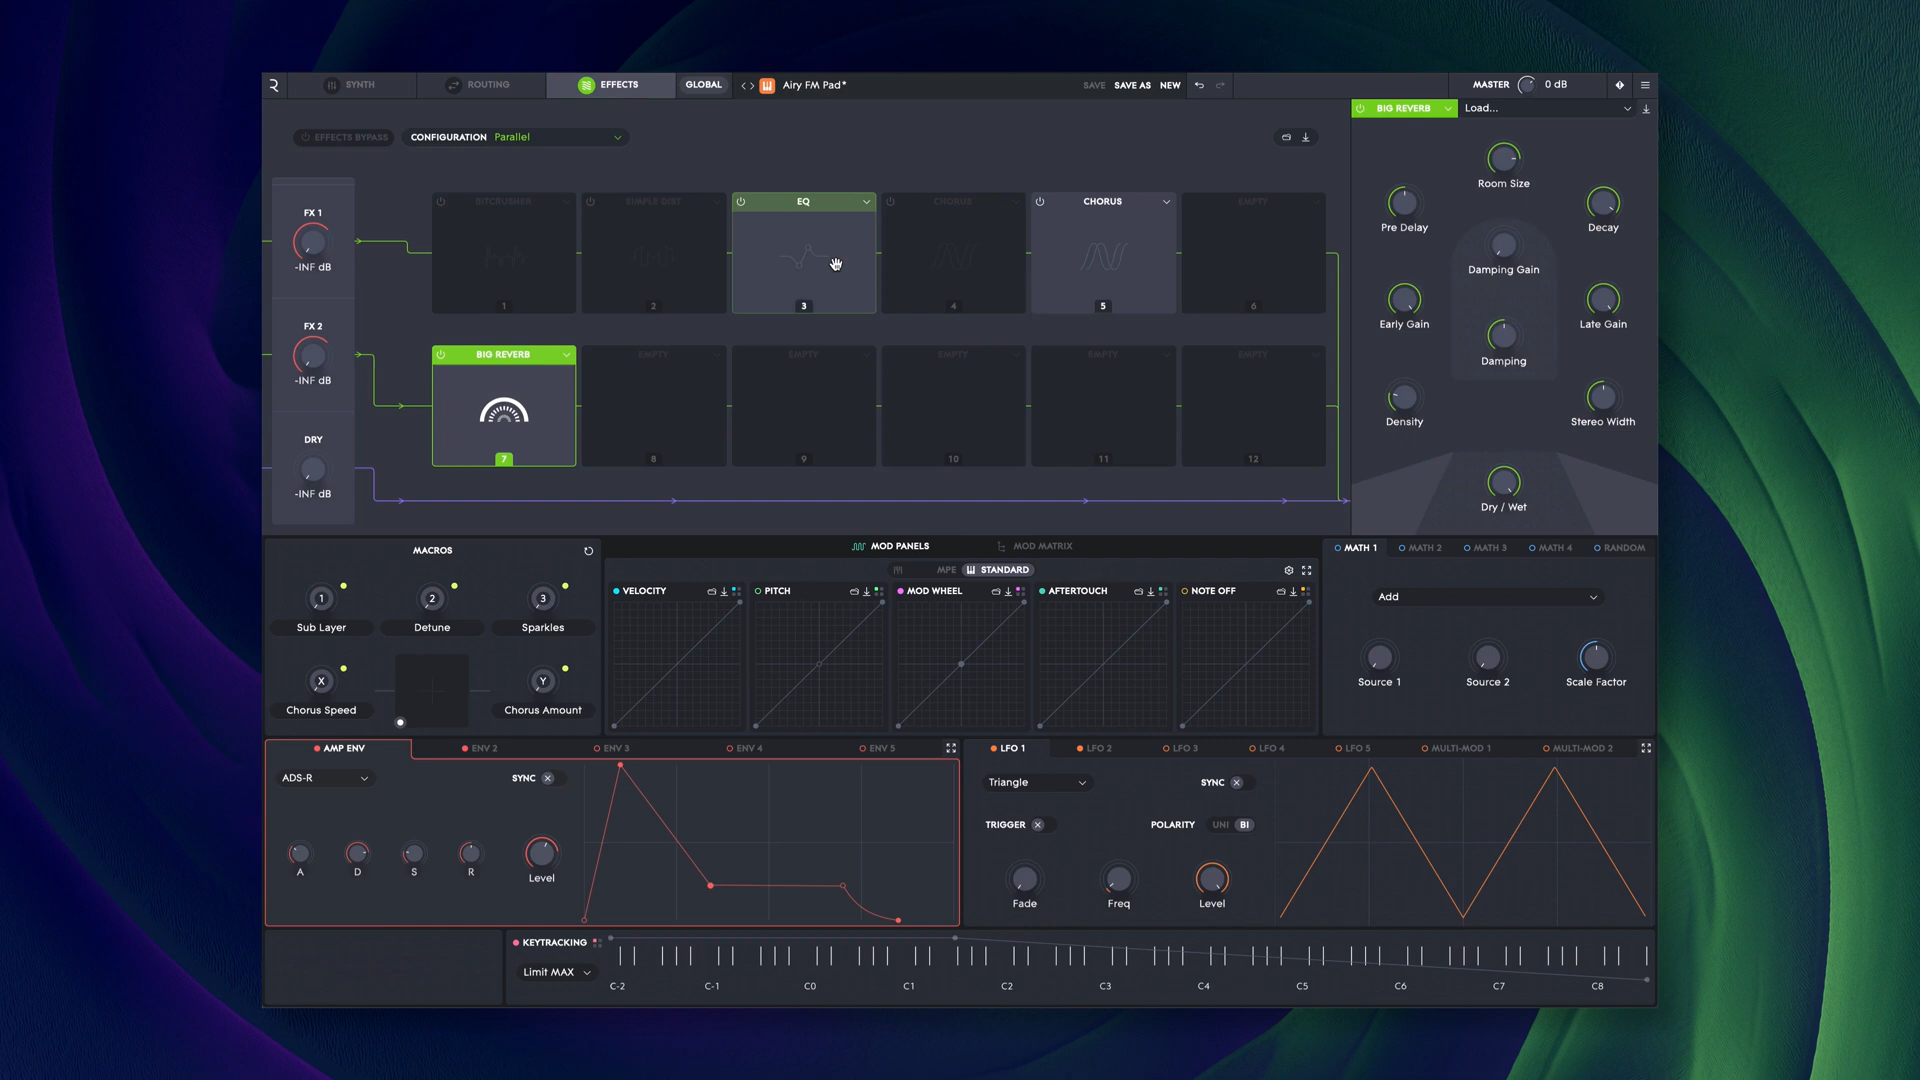 SYNTH
ROUTING
EFFECTS
GLOBAL
Airy FM Pad*
SAVE
SAVE AS
NEW
MASTER
0 dB
EFFECTS BYPASS
CONFIGURATION
Parallel
BIG REVERB
Load...
FX 1
-INF dB
FX 2
-INF dB
DRY
-INF dB
BITCRUSHER
SIMPLE DIRT
EQ
CHORUS
CHORUS
EMPTY
1
2
3
4
5
6
BIG REVERB
EMPTY
EMPTY
EMPTY
EMPTY
EMPTY
7
8
9
10
11
12
Room Size
Pre Delay
Decay
Damping Gain
Early Gain
Late Gain
Damping
Density
Stereo Width
Dry / Wet
MACROS
1
2
3
Sub Layer
Detune
Sparkles
X
Y
Chorus Speed
Chorus Amount
MOD PANELS
MOD MATRIX
MPE
STANDARD
VELOCITY
PITCH
MOD WHEEL
AFTERTOUCH
NOTE OFF
MATH 1
MATH 2
MATH 3
MATH 4
RANDOM
Add
Source 1
Source 2
Scale Factor
AMP ENV
ENV 2
ENV 3
ENV 4
ENV 5
ADS-R
SYNC
A
D
S
R
Level
LFO 1
LFO 2
LFO 3
LFO 4
LFO 5
MULTI-MOD 1
MULTI-MOD 2
Triangle
SYNC
TRIGGER
POLARITY
UNI
BI
Fade
Freq
Level
KEYTRACKING
Limit MAX
C-2
C-1
C0
C1
C2
C3
C4
C5
C6
C7
C8